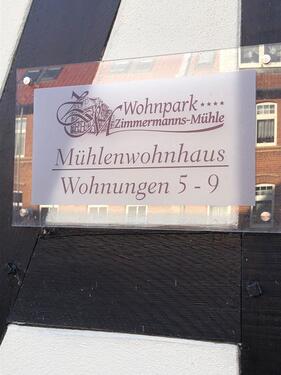 Wohnpark ****
Zimmermanns-Mühle
Mühlenwohnhaus
Wohnungen 5 - 9